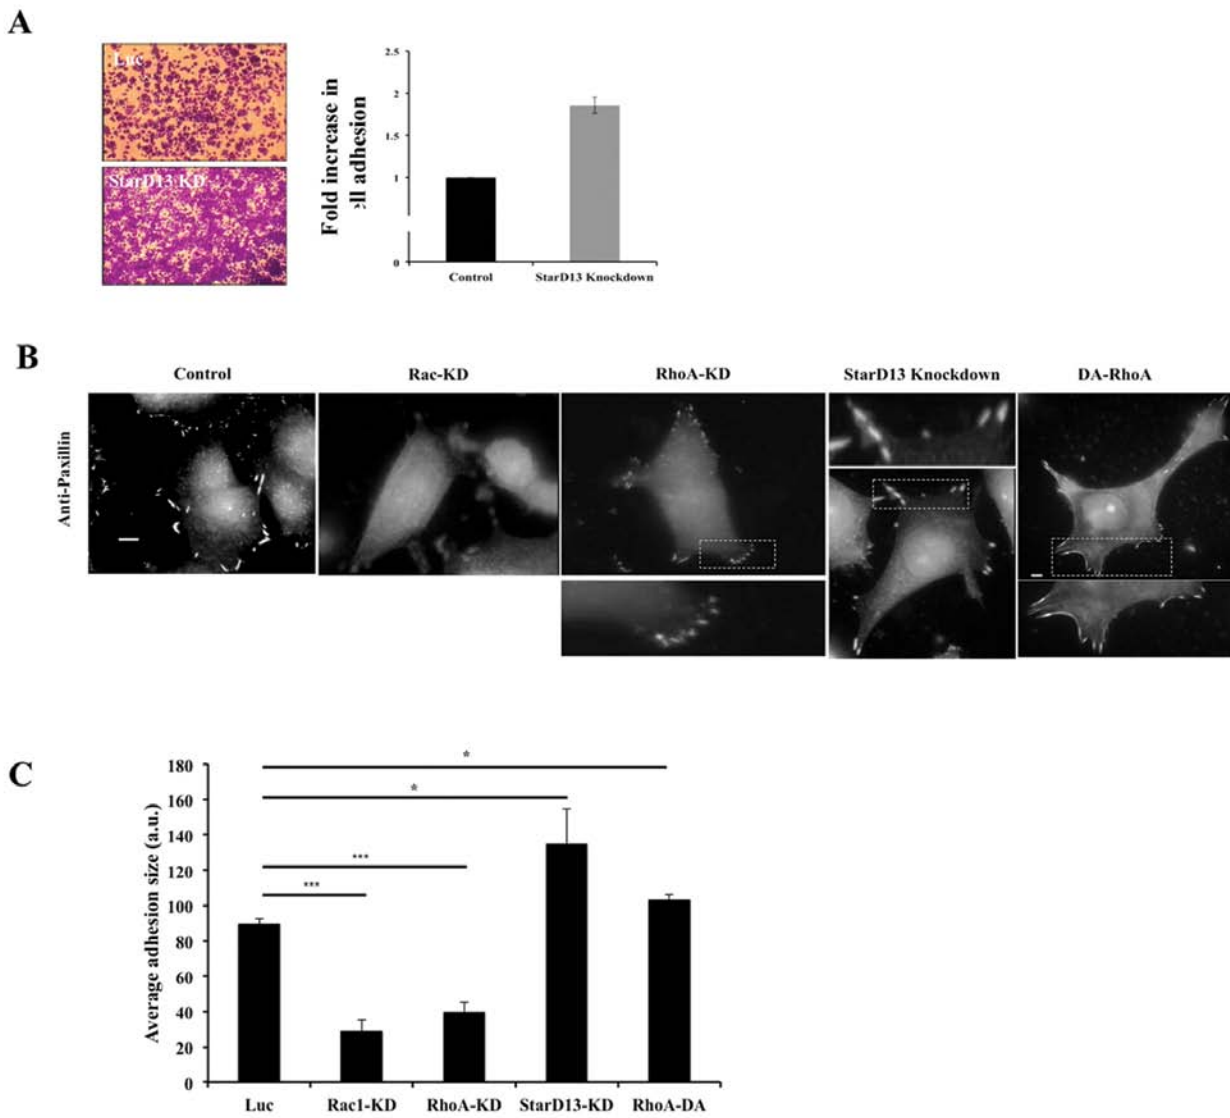 A
Luc
StarD13 KD
Fold increase in
ell adhesion
2.5
2
1.5
1
0
Control
StarD13 Knockdown
B
Control
Rac-KD
RhoA-KD
StarD13 Knockdown
DA-RhoA
Anti-Paxillin
C
Average adhesion size (a.u.)
180
160
140
120
100
80
60
40
20
0
*
*
***
***
Luc
Rac1-KD
RhoA-KD
StarD13-KD
RhoA-DA